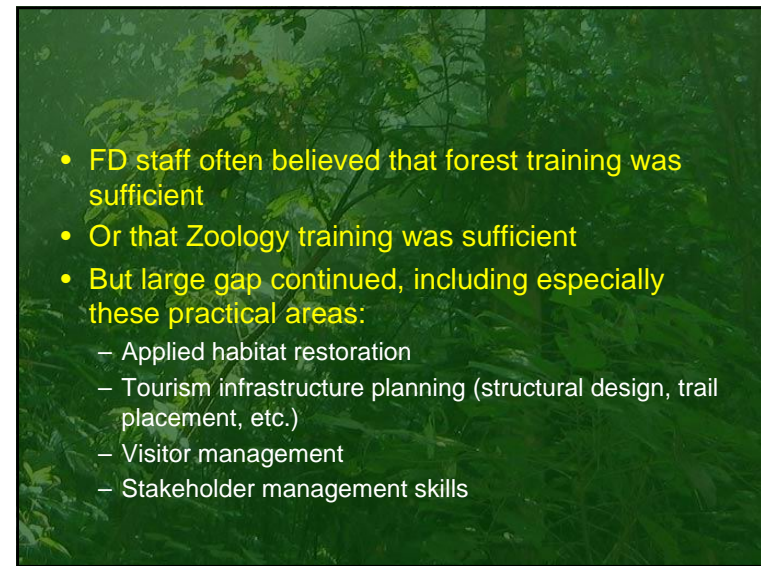 • FD staff often believed that forest training was
sufficient
• Or that Zoology training was sufficient
• But large gap continued, including especially
these practical areas:
– Applied habitat restoration
– Tourism infrastructure planning (structural design, trail
placement, etc.)
– Visitor management
– Stakeholder management skills